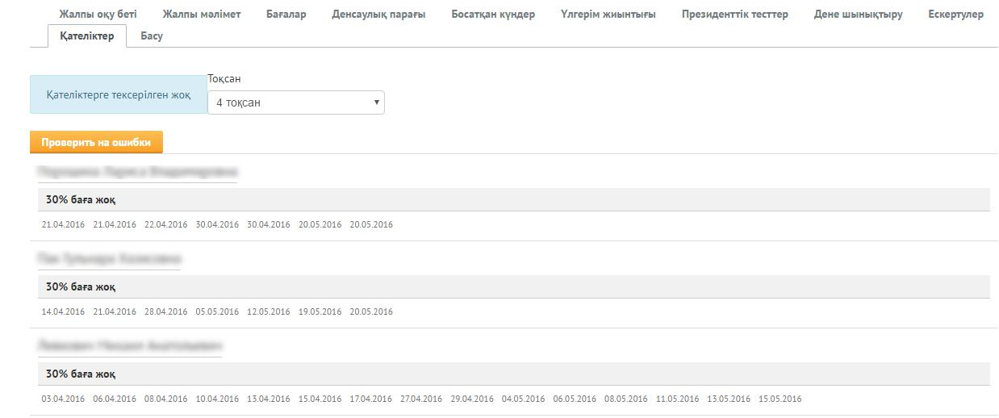 Жалпы оқу беті Жалпы мәлімет Бағалар Денсаулық парағы Босатқан күндер Үлгерім жиынтығы Президенттік тесттер Дене шынықтыру Ескертулер
Қателіктер Басу
Тоқсан
Қателіктерге тексерілген жоқ
4 тоқсан
Проверить на ошибки
30% баға жоқ
21.04.2016 21.04.2016 22.04.2016 30.04.2016 30.04.2016 20.05.2016 20.05.2016
30% баға жоқ
14.04.2016 21.04.2016 28.04.2016 05.05.2016 12.05.2016 19.05.2016 20.05.2016
30% баға жоқ
03.04.2016 06.04.2016 08.04.2016 10.04.2016 13.04.2016 15.04.2016 17.04.2016 27.04.2016 29.04.2016 04.05.2016 06.05.2016 08.05.2016 11.05.2016 13.05.2016 15.05.2016